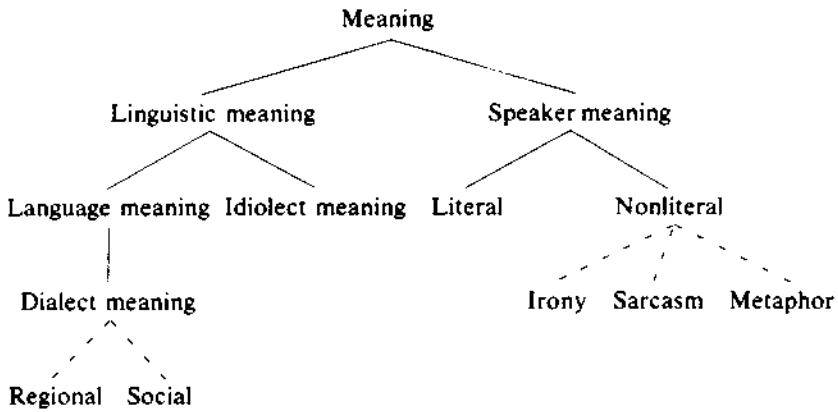 Meaning
Linguistic meaning Speaker meaning
Language meaning Idiolect meaning Literal Nonliteral
Dialect meaning Irony Sarcasm Metaphor
Regional Social